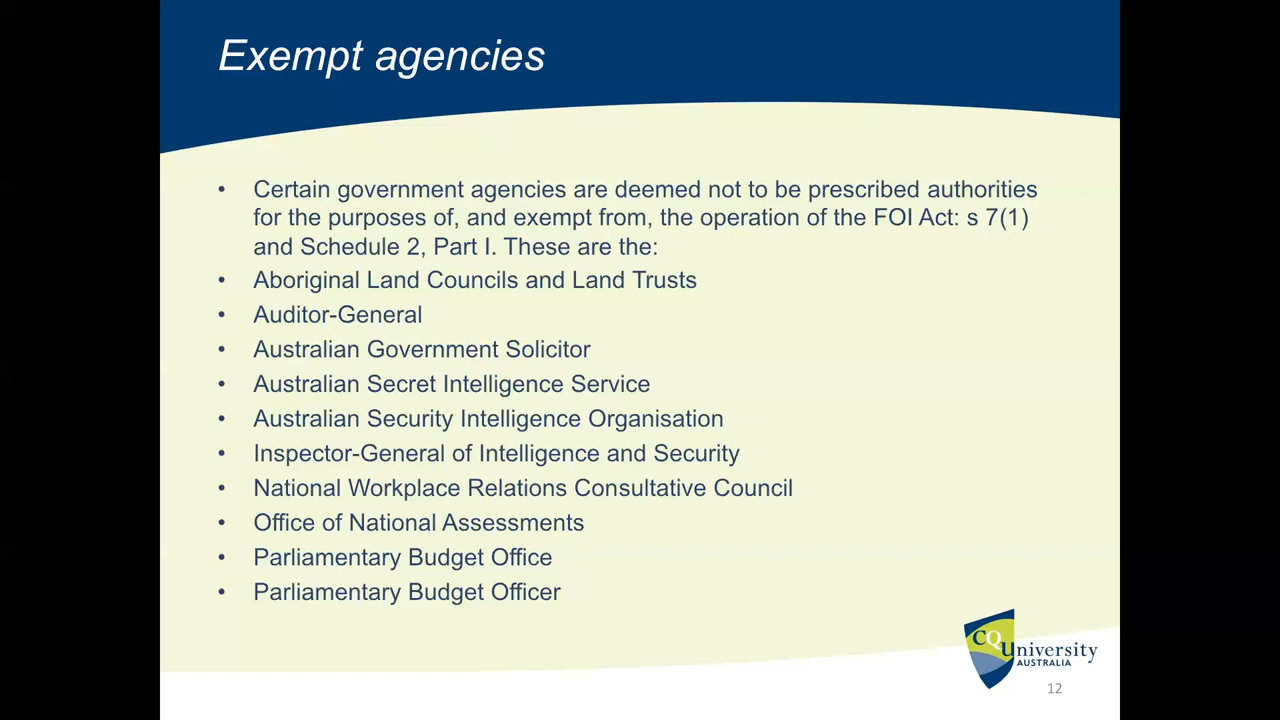 Exempt agencies
• Certain government agencies are deemed not to be prescribed authorities
for the purposes of, and exempt from, the operation of the FOI Act: s 7(1)
and Schedule 2, Part I. These are the:
• Aboriginal Land Councils and Land Trusts
• Auditor-General
• Australian Government Solicitor
• Australian Secret Intelligence Service
• Australian Security Intelligence Organisation
• Inspector-General of Intelligence and Security
• National Workplace Relations Consultative Council
• Office of National Assessments
• Parliamentary Budget Office
• Parliamentary Budget Officer
CQUniversity
AUSTRALIA
12